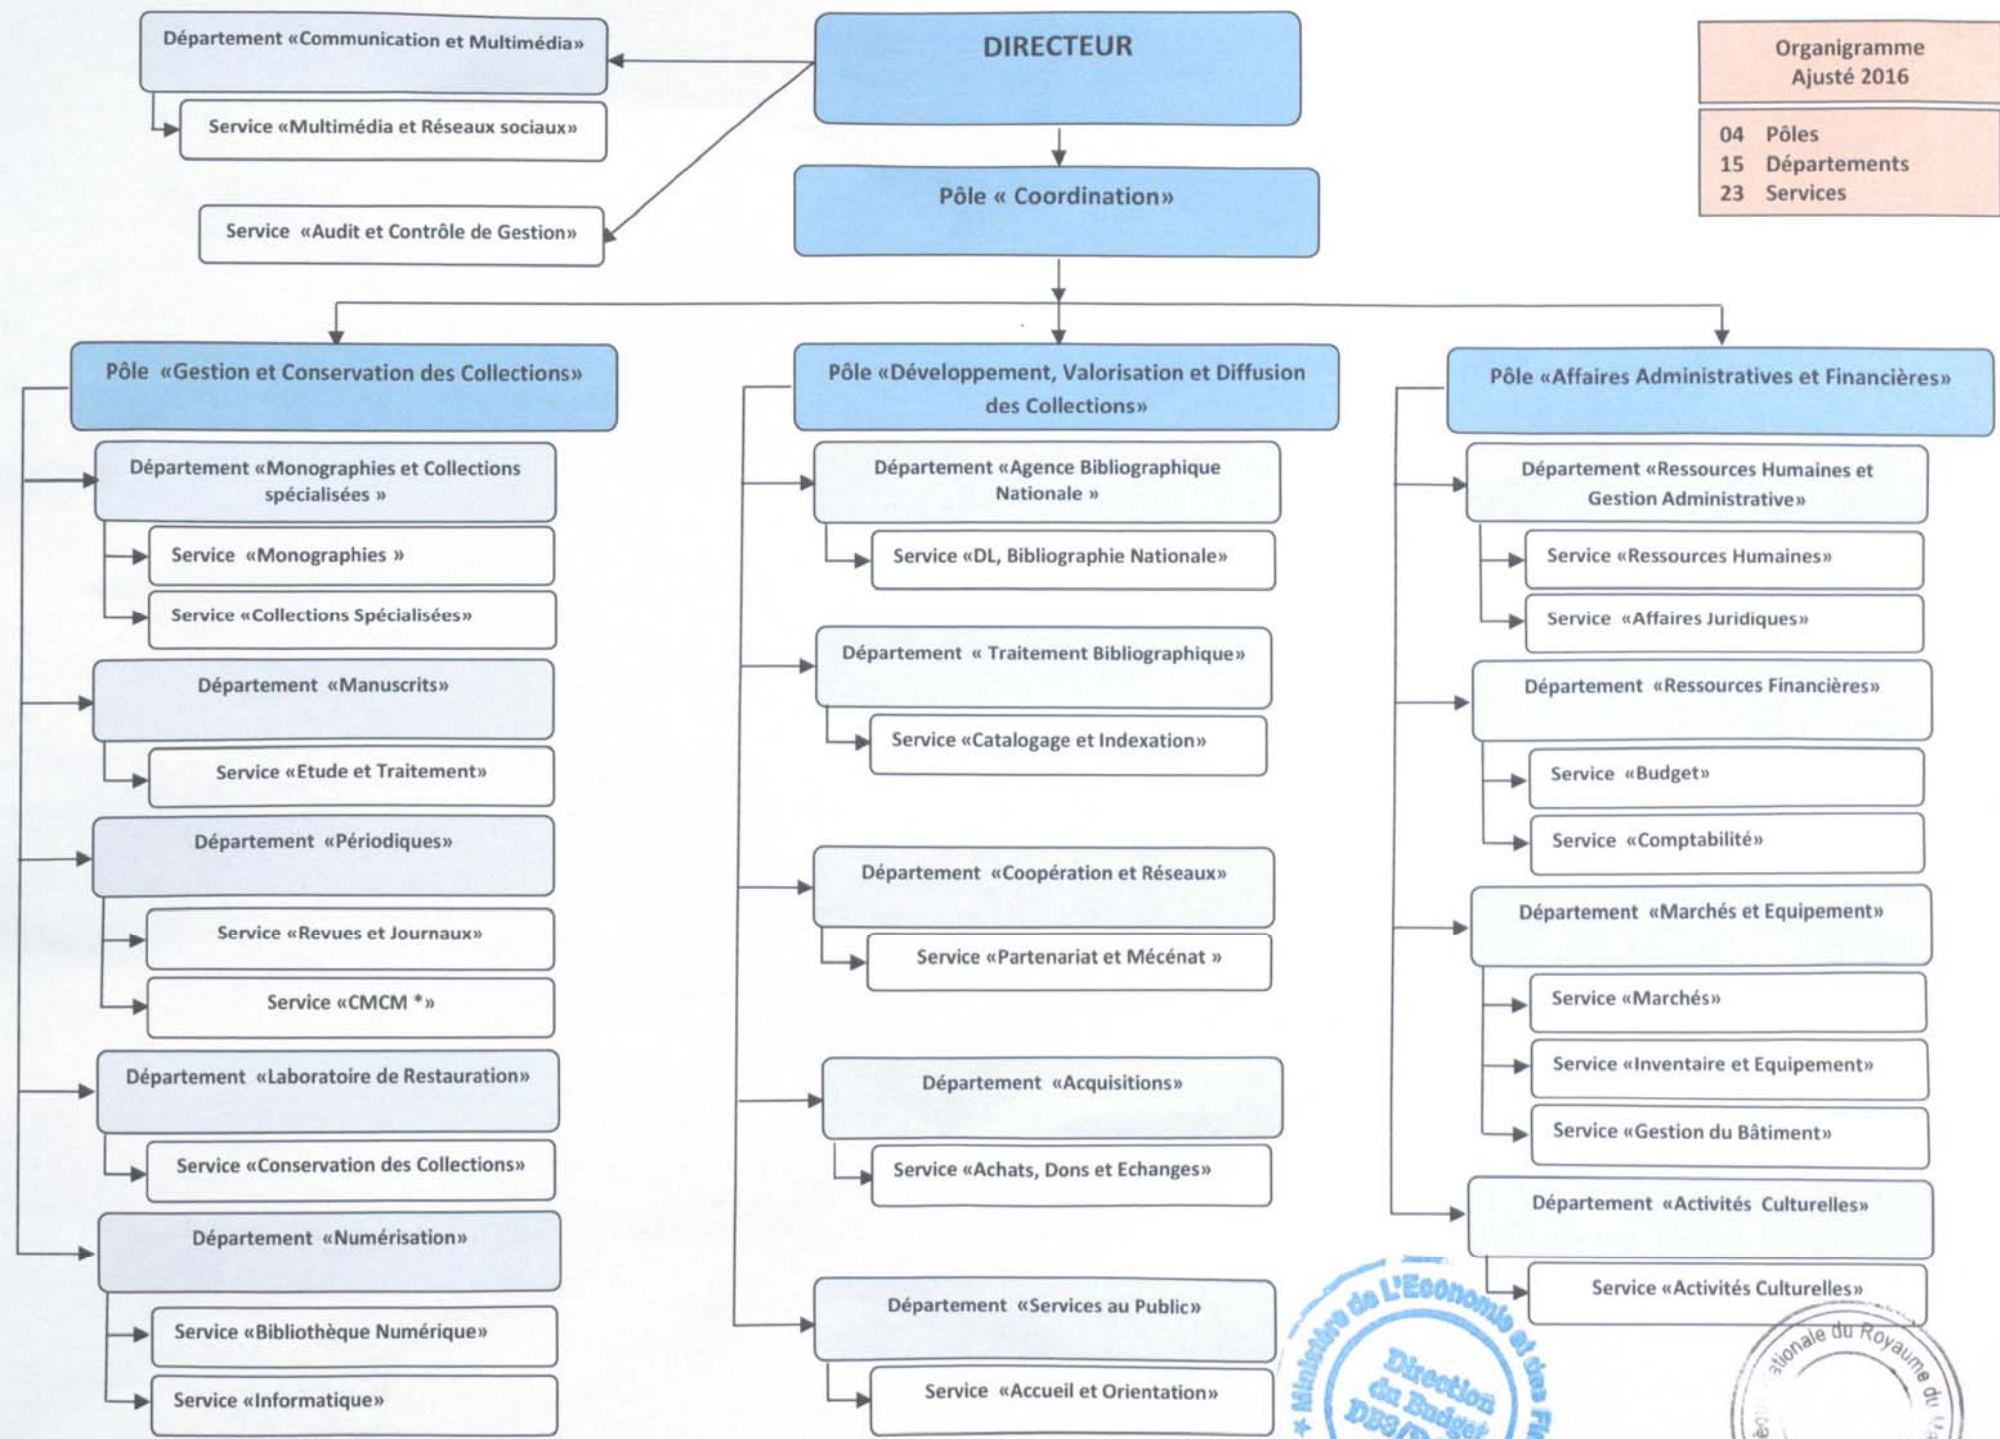 DIRECTEUR
Organigramme
Ajusté 2016
04 Pôles
15 Départements
23 Services
Département «Communication et Multimédia»
Service «Multimédia et Réseaux sociaux»
Service «Audit et Contrôle de Gestion»
Pôle « Coordination»
Pôle «Gestion et Conservation des Collections»
Département «Monographies et Collections
spécialisées »
Service «Monographies »
Service «Collections Spécialisées»
Département «Manuscrits»
Service «Etude et Traitement»
Département «Périodiques»
Service «Revues et Journaux»
Service «CMCM *»
Département «Laboratoire de Restauration»
Service «Conservation des Collections»
Département «Numérisation»
Service «Bibliothèque Numérique»
Service «Informatique»
Pôle «Développement, Valorisation et Diffusion
des Collections»
Département «Agence Bibliographique
Nationale »
Service «DL, Bibliographie Nationale»
Département « Traitement Bibliographique»
Service «Catalogage et Indexation»
Département «Coopération et Réseaux»
Service «Partenariat et Mécénat »
Département «Acquisitions»
Service «Achats, Dons et Echanges»
Département «Services au Public»
Service «Accueil et Orientation»
Pôle «Affaires Administratives et Financières»
Département «Ressources Humaines et
Gestion Administrative»
Service «Ressources Humaines»
Service «Affaires Juridiques»
Département «Ressources Financières»
Service «Budget»
Service «Comptabilité»
Département «Marchés et Equipement»
Service «Marchés»
Service «Inventaire et Equipement»
Service «Gestion du Bâtiment»
Département «Activités Culturelles»
Service «Activités Culturelles»
Ministère de L'Economie et des
Direction
du Budget
du Royaume du